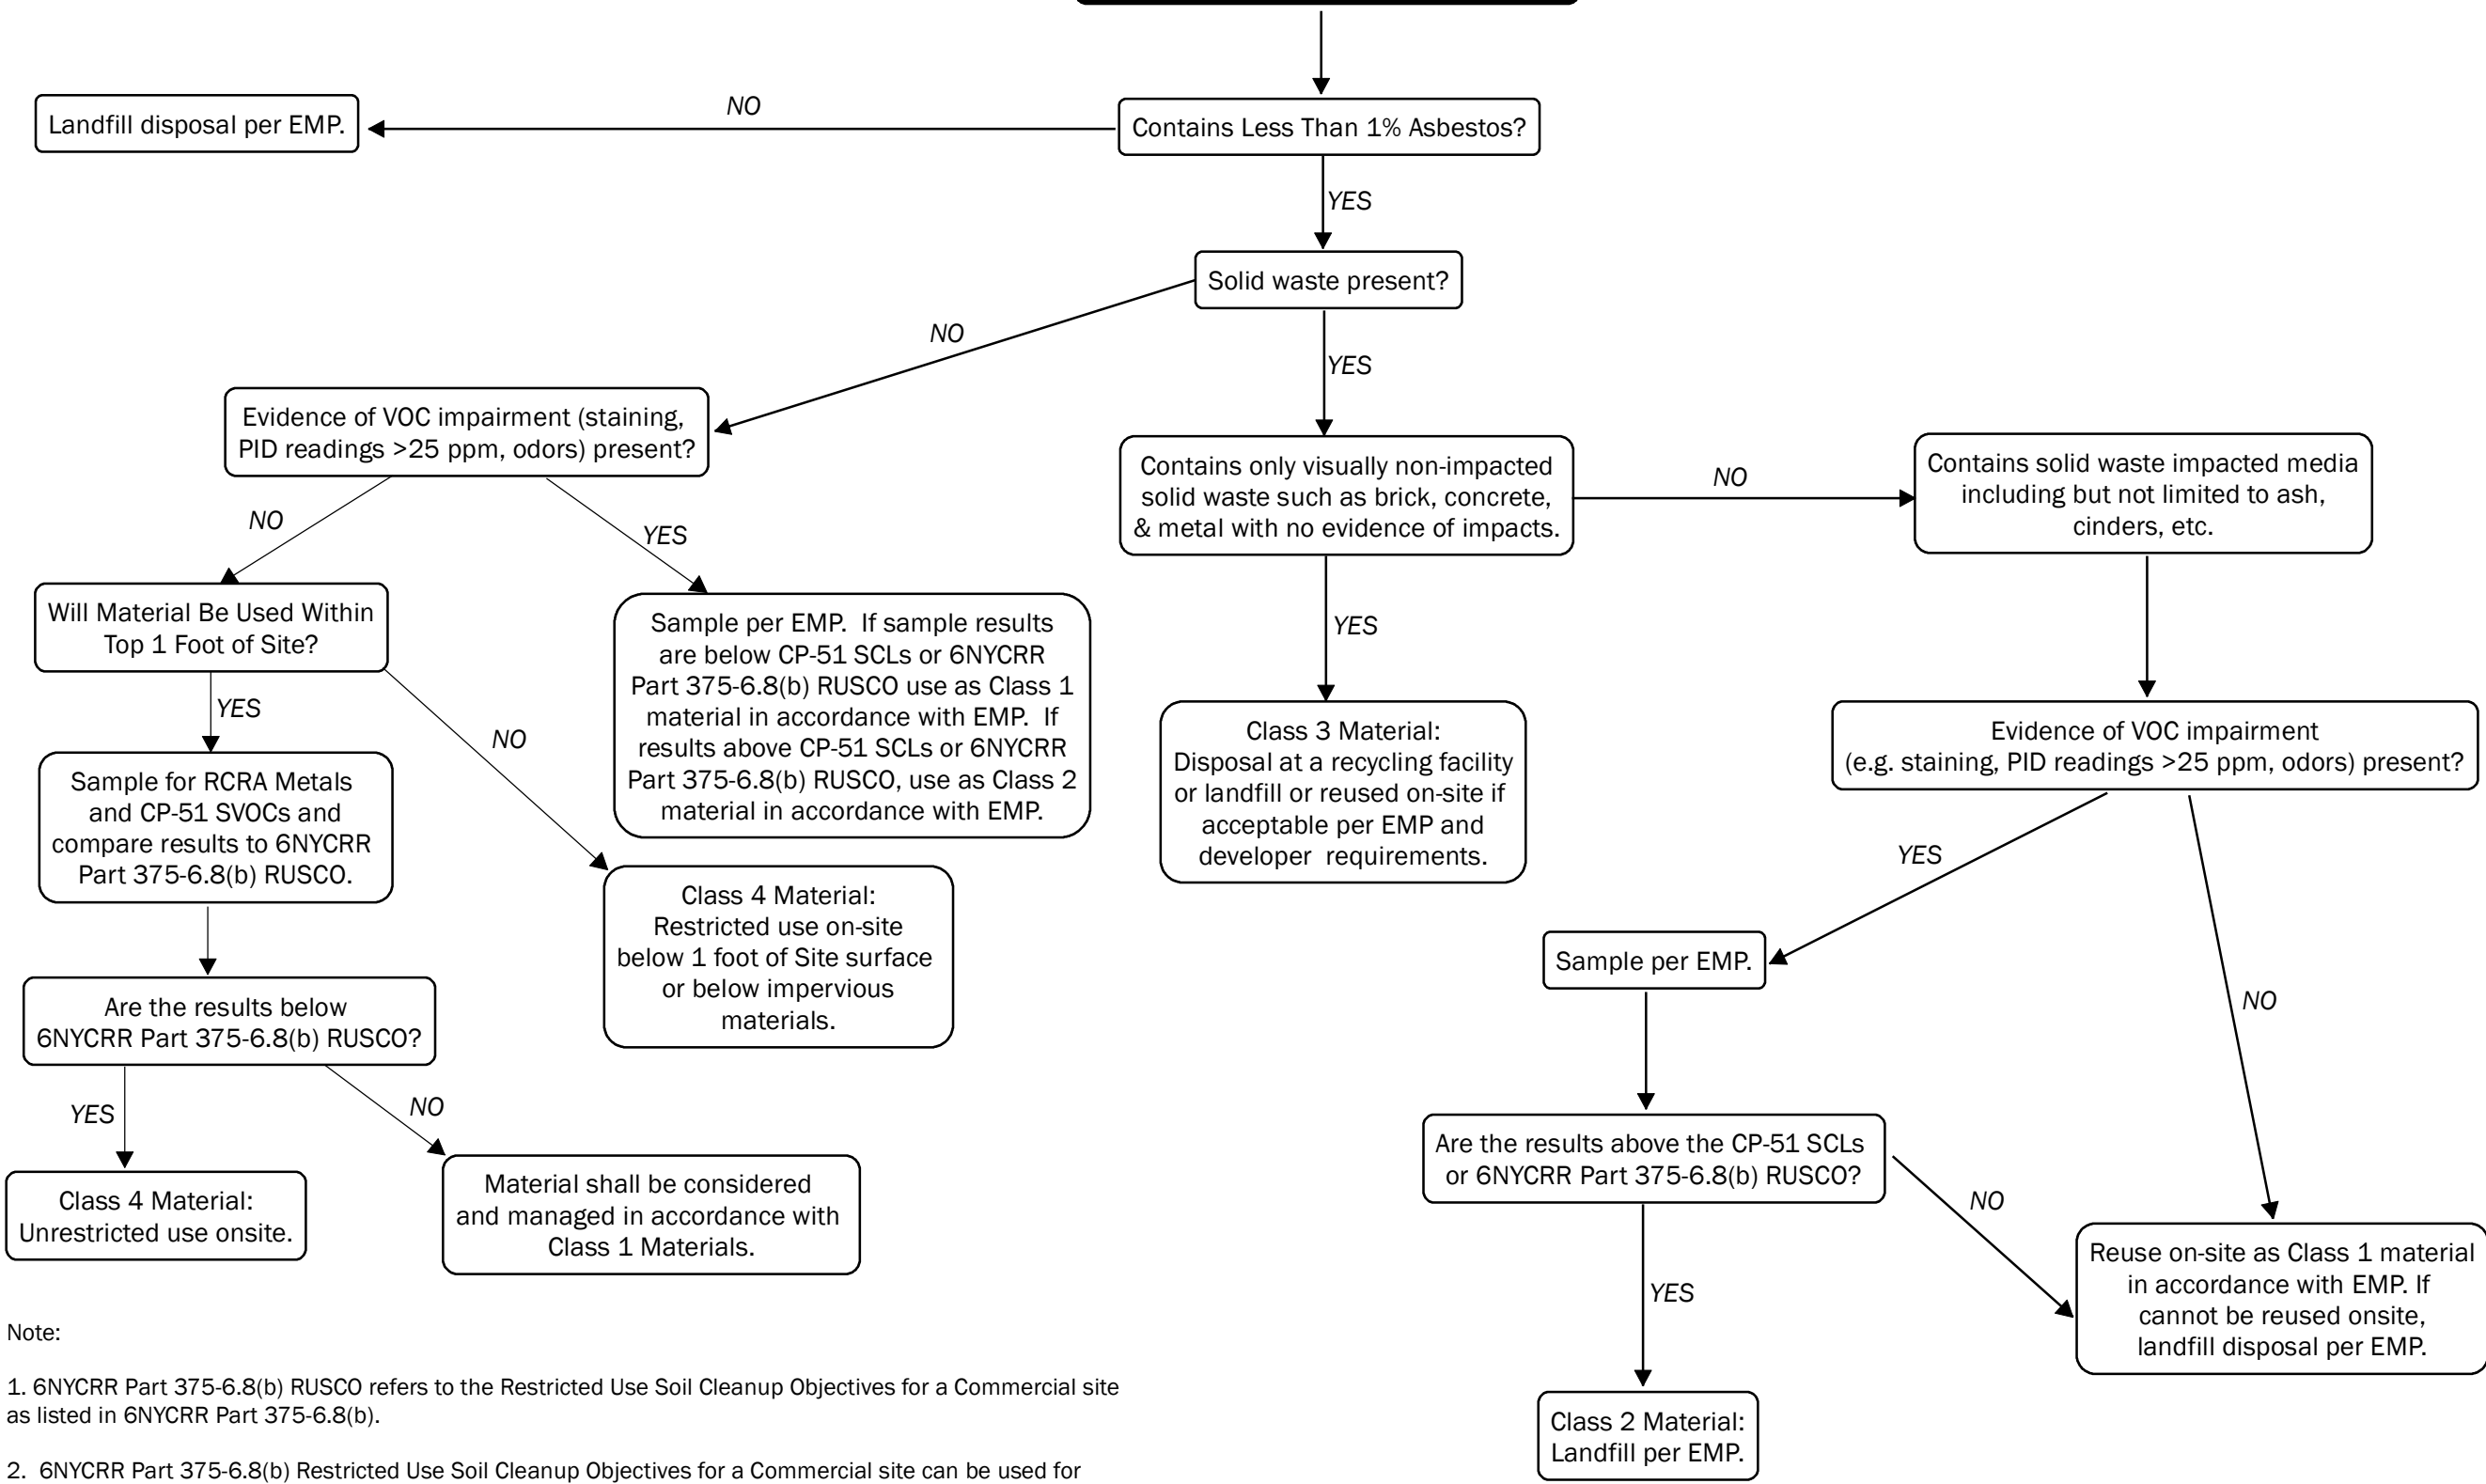 Landfill disposal per EMP.
NO
Contains Less Than 1% Asbestos?
YES
Solid waste present?
NO
YES
Evidence of VOC impairment (staining,
PID readings >25 ppm, odors) present?
Contains only visually non-impacted
solid waste such as brick, concrete,
& metal with no evidence of impacts.
NO
Contains solid waste impacted media
including but not limited to ash,
cinders, etc.
NO
YES
Will Material Be Used Within
Top 1 Foot of Site?
Sample per EMP.  If sample results
are below CP-51 SCLs or 6NYCRR
Part 375-6.8(b) RUSCO use as Class 1
material in accordance with EMP.  If
results above CP-51 SCLs or 6NYCRR
Part 375-6.8(b) RUSCO, use as Class 2
material in accordance with EMP.
YES
YES
NO
Class 3 Material:
Disposal at a recycling facility
or landfill or reused on-site if
acceptable per EMP and
developer  requirements.
Evidence of VOC impairment
(e.g. staining, PID readings >25 ppm, odors) present?
Sample for RCRA Metals
and CP-51 SVOCs and
compare results to 6NYCRR
Part 375-6.8(b) RUSCO.
Class 4 Material:
Restricted use on-site
below 1 foot of Site surface
or below impervious
materials.
YES
NO
Sample per EMP.
Are the results below
6NYCRR Part 375-6.8(b) RUSCO?
YES
NO
Are the results above the CP-51 SCLs
or 6NYCRR Part 375-6.8(b) RUSCO?
NO
Class 4 Material:
Unrestricted use onsite.
Material shall be considered
and managed in accordance with
Class 1 Materials.
YES
Reuse on-site as Class 1 material
in accordance with EMP. If
cannot be reused onsite,
landfill disposal per EMP.
Class 2 Material:
Landfill per EMP.
Note:
1. 6NYCRR Part 375-6.8(b) RUSCO refers to the Restricted Use Soil Cleanup Objectives for a Commercial site
as listed in 6NYCRR Part 375-6.8(b).
2.  6NYCRR Part 375-6.8(b) Restricted Use Soil Cleanup Objectives for a Commercial site can be used for